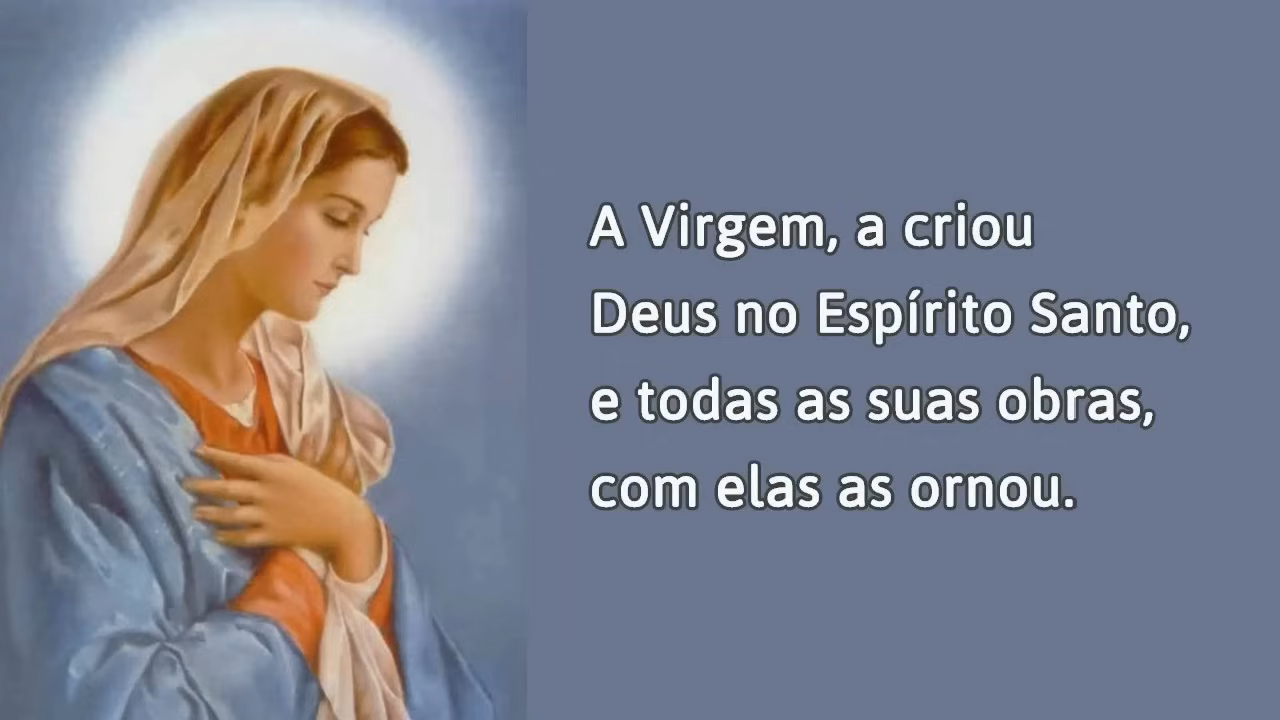 A Virgem, a criou
Deus no Espírito Santo,
e todas as suas obras,
com elas as ornou.